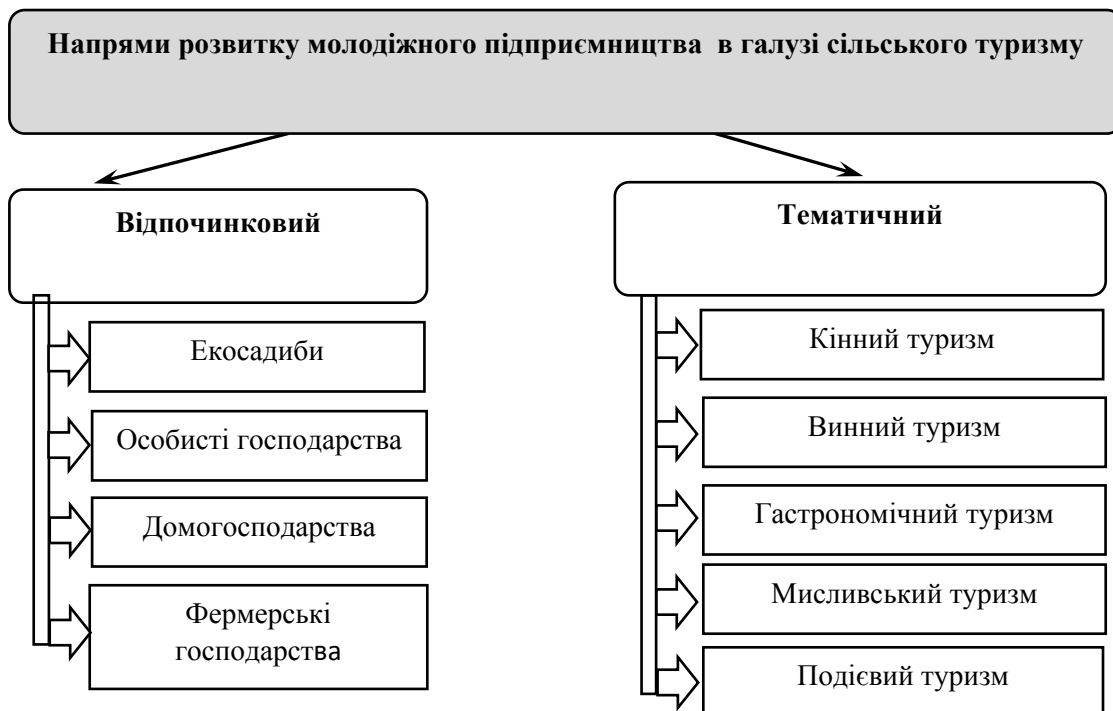 Напрями розвитку молодіжного підприємництва в галузі сільського туризму
Відпочинковий
Екосадиби
Особисті господарства
Домогосподарства
Фермерські
господарства
Тематичний
Кінний туризм
Винний туризм
Гастрономічний туризм
Мисливський туризм
Подієвий туризм